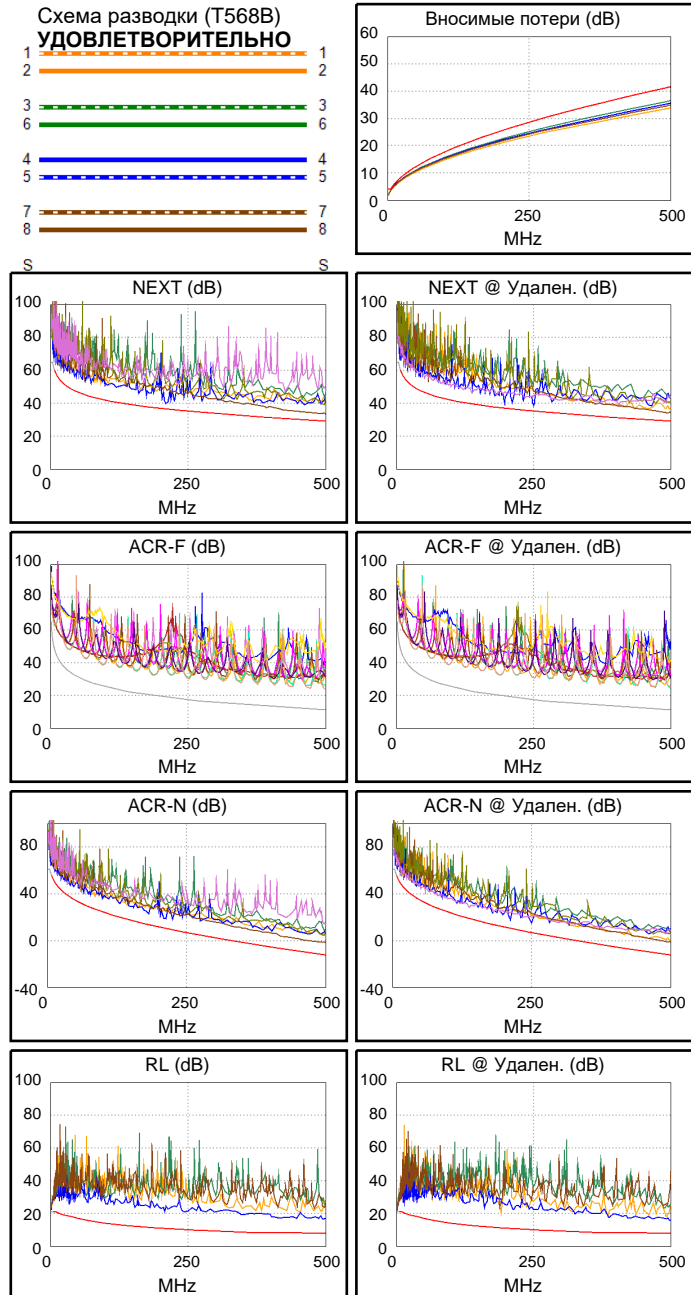 Схема разводки (T568B)
УДОВЛЕТВОРИТЕЛЬНО
1 1
2 2
3 3
6 6
4 4
5 5
7 7
8 8
S S
Вносимые потери (dB)
60
50
40
30
20
10
0
0 250 500
MHz
NEXT (dB)
100
80
60
40
20
0
0 250 500
MHz
NEXT @ Удален. (dB)
100
80
60
40
20
0
0 250 500
MHz
ACR-F (dB)
100
80
60
40
20
0
0 250 500
MHz
ACR-F @ Удален. (dB)
100
80
60
40
20
0
0 250 500
MHz
ACR-N (dB)
80
40
0
-40
0 250 500
MHz
ACR-N @ Удален. (dB)
80
40
0
-40
0 250 500
MHz
RL (dB)
100
80
60
40
20
0
0 250 500
MHz
RL @ Удален. (dB)
100
80
60
40
20
0
0 250 500
MHz